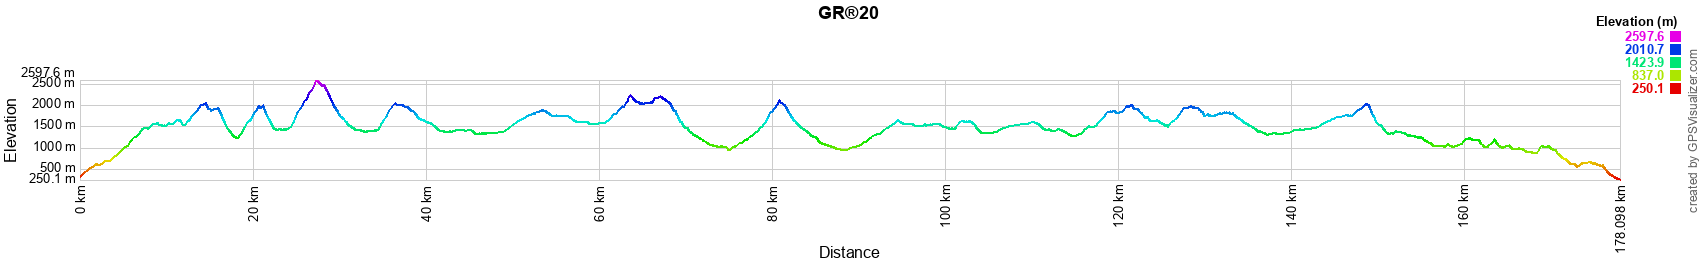 GR®20
Elevation (m)
2597.6
2010.7
1423.9
837.0
250.1
2597.6 m
2500 m
2000 m
1500 m
1000 m
500 m
250.1 m
Elevation
0 km
20 km
40 km
60 km
80 km
100 km
120 km
140 km
160 km
178.098 km
Distance
created by GPSVisualizer.com